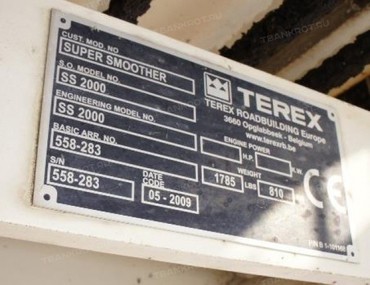 CUST. MOD. NO
SUPER SMOOTHER
S.O. MODEL NO.
SS 2000
ENGINEERING MODEL NO.
SS 2000
BASIC ARR. NO.
558-283
S/N
558-283
DATE CODE
05 - 2009
TEREX
TEREX ROADBUILDING Europe
3660 Opglabbeek - Belgium
www.terexrb.be
ENGINE POWER
H.P. K.W.
WEIGHT
1785 LBS 810
CE